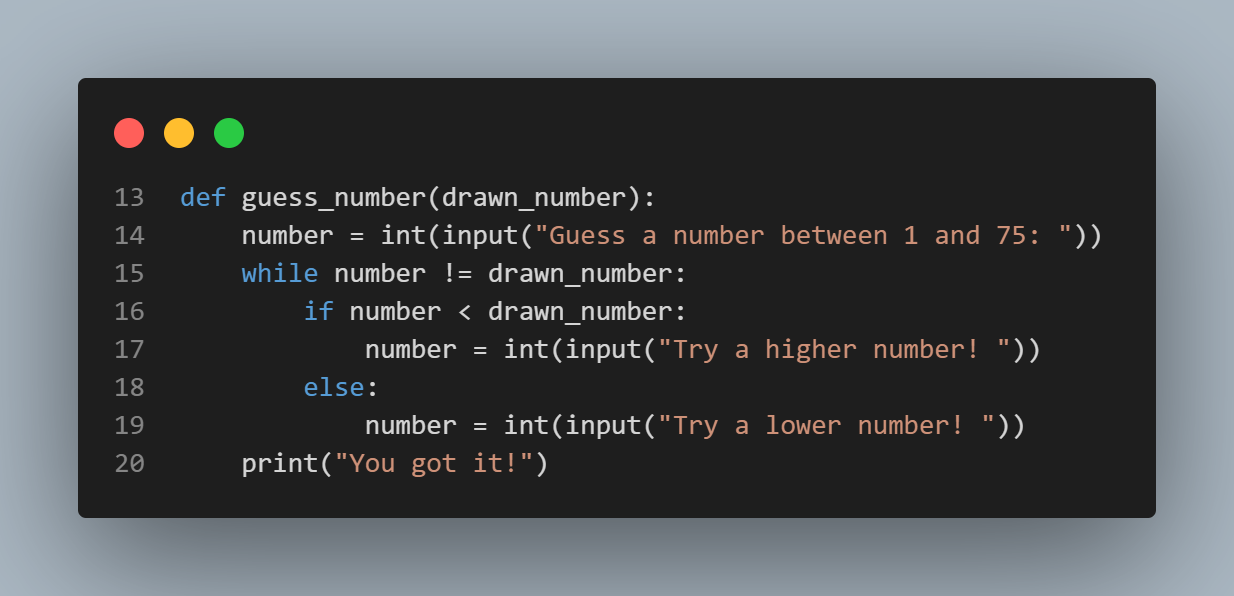 13 def guess_number(drawn_number):
14     number = int(input("Guess a number between 1 and 75: "))
15     while number != drawn_number:
16         if number < drawn_number:
17             number = int(input("Try a higher number! "))
18         else:
19             number = int(input("Try a lower number! "))
20     print("You got it!")